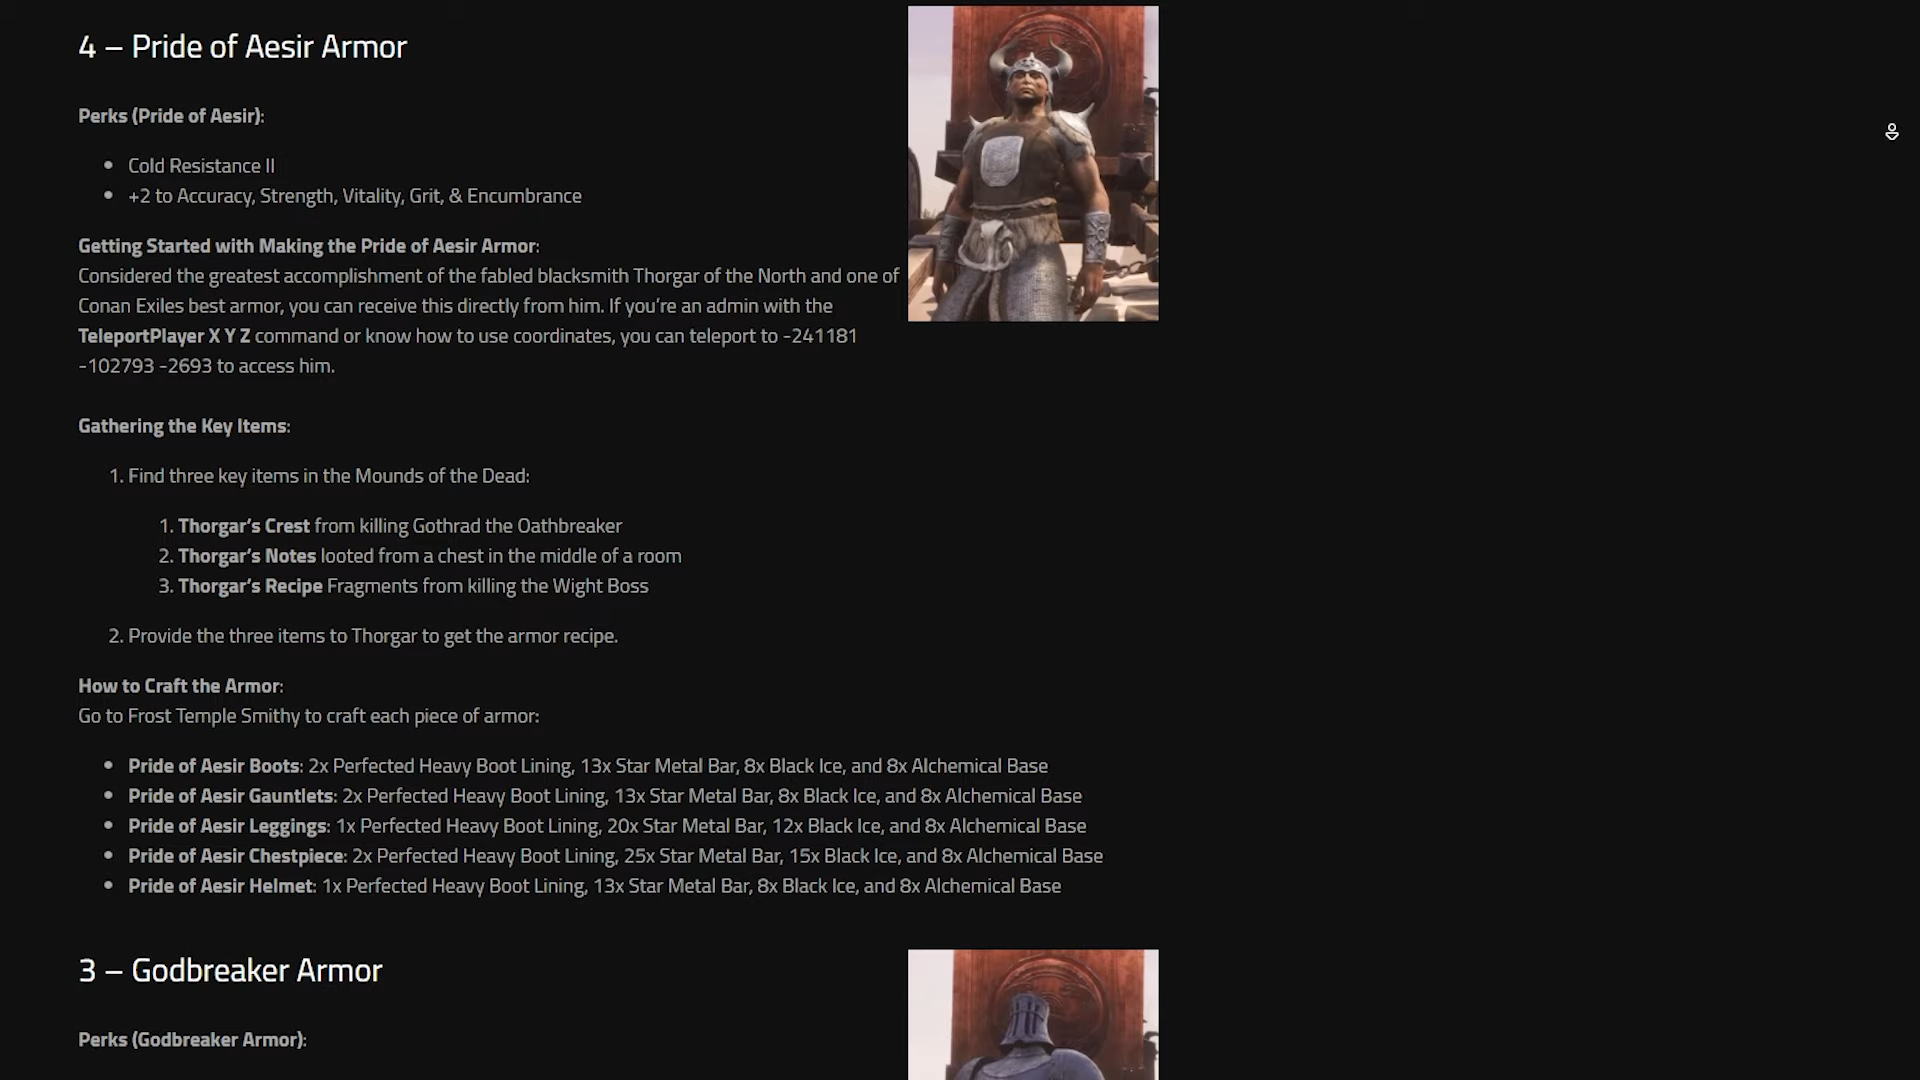 4 – Pride of Aesir Armor
Perks (Pride of Aesir):
Cold Resistance II
+2 to Accuracy, Strength, Vitality, Grit, & Encumbrance
Getting Started with Making the Pride of Aesir Armor:
Considered the greatest accomplishment of the fabled blacksmith Thorgar of the North and one of
Conan Exiles best armor, you can receive this directly from him. If you’re an admin with the
TeleportPlayer X Y Z command or know how to use coordinates, you can teleport to -241181
-102793 -2693 to access him.
Gathering the Key Items:
1. Find three key items in the Mounds of the Dead:
1. Thorgar’s Crest from killing Gothrad the Oathbreaker
2. Thorgar’s Notes looted from a chest in the middle of a room
3. Thorgar’s Recipe Fragments from killing the Wight Boss
2. Provide the three items to Thorgar to get the armor recipe.
How to Craft the Armor:
Go to Frost Temple Smithy to craft each piece of armor:
Pride of Aesir Boots: 2x Perfected Heavy Boot Lining, 13x Star Metal Bar, 8x Black Ice, and 8x Alchemical Base
Pride of Aesir Gauntlets: 2x Perfected Heavy Boot Lining, 13x Star Metal Bar, 8x Black Ice, and 8x Alchemical Base
Pride of Aesir Leggings: 1x Perfected Heavy Boot Lining, 20x Star Metal Bar, 12x Black Ice, and 8x Alchemical Base
Pride of Aesir Chestpiece: 2x Perfected Heavy Boot Lining, 25x Star Metal Bar, 15x Black Ice, and 8x Alchemical Base
Pride of Aesir Helmet: 1x Perfected Heavy Boot Lining, 13x Star Metal Bar, 8x Black Ice, and 8x Alchemical Base
3 – Godbreaker Armor
Perks (Godbreaker Armor):